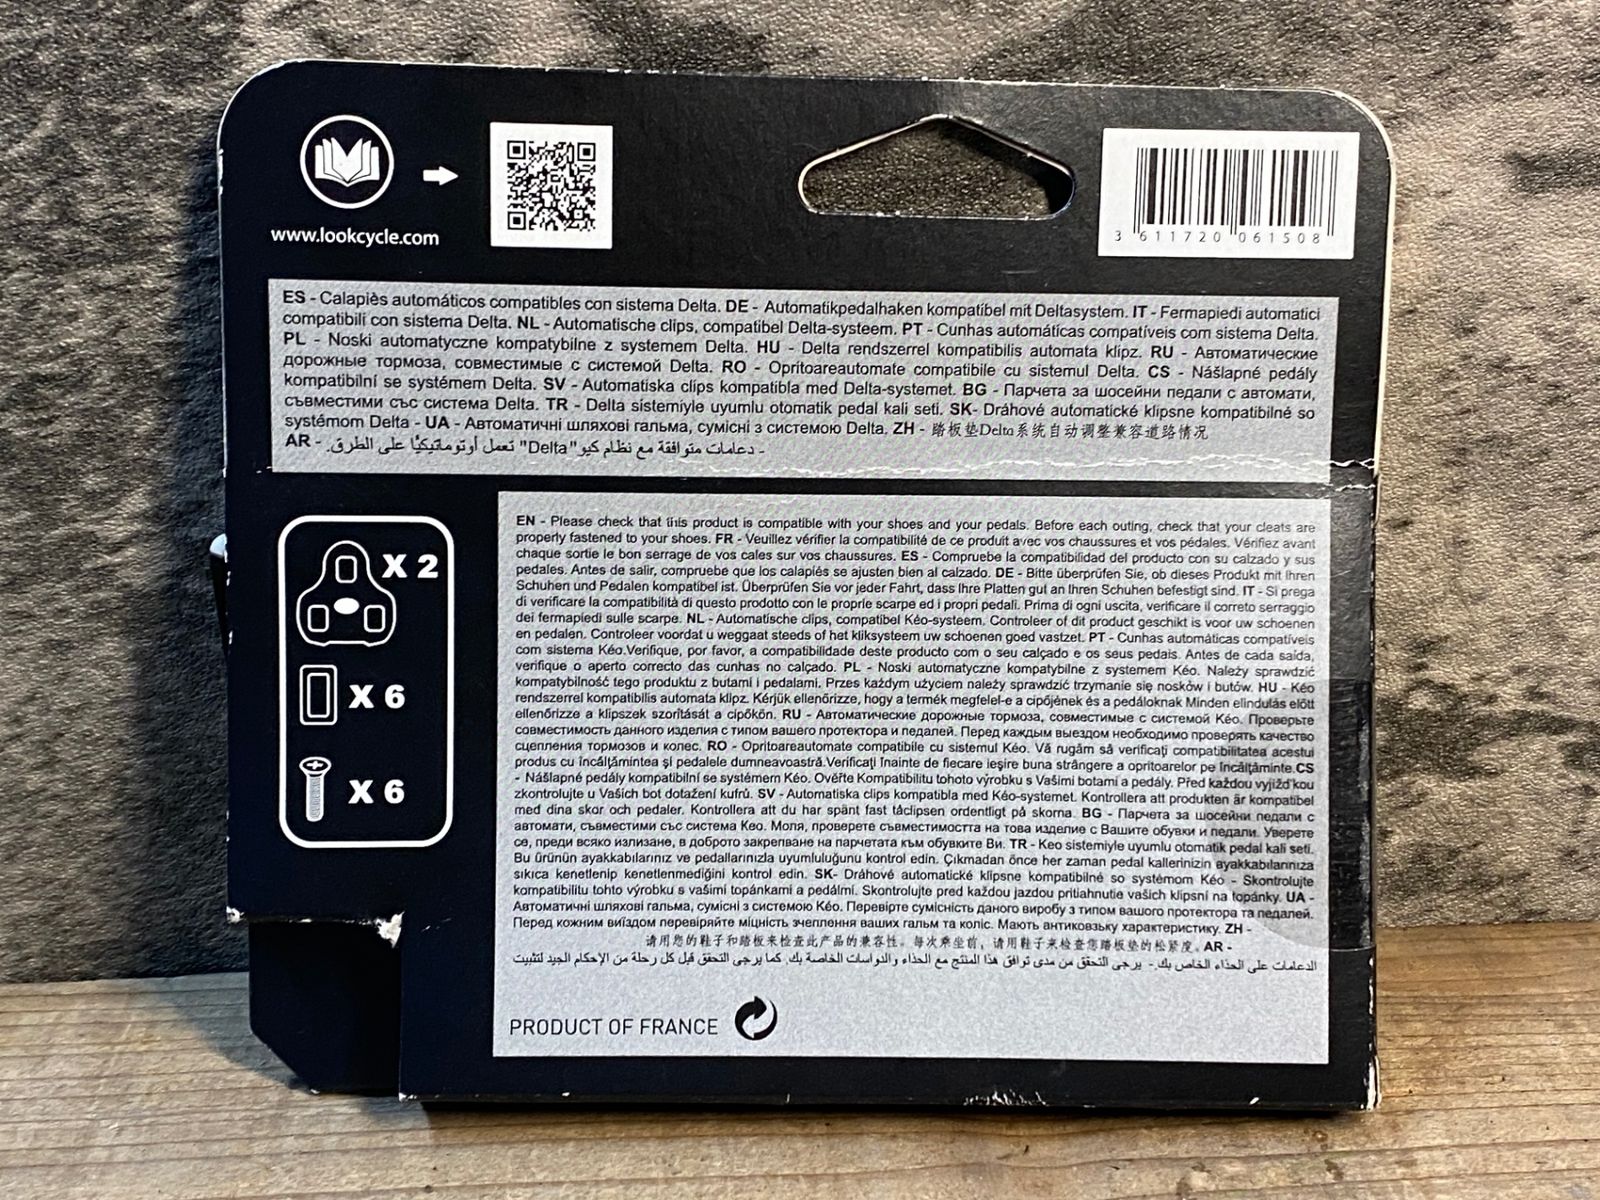 www.lookcycle.com
3 611720 061508
ES - Calapiès automáticos compatibles con sistema Delta. DE - Automatikpedalhaken kompatibel mit Deltasystem. IT - Fermapiedi automatici
compatibili con sistema Delta. NL - Automatische clips, compatibel Delta-systeem. PT - Cunhas automáticas compatíveis com sistema Delta.
PL - Noski automatyczne kompatybilne z systemem Delta. HU - Delta rendszerrel kompatibilis automata klipz. RU - Автоматические
дорожные тормоза, совместимые с системой Delta. RO - Opritoareautomate compatibile cu sistemul Delta. CS - Nášlapné pedály
kompatibilní se systémem Delta. SV - Automatiska clips kompatibla med Delta-systemet. BG - Парчета за шосейни педали с автомати,
съвместими със система Delta. TR - Delta sistemiyle uyumlu otomatik pedal kali seti. SK- Dráhové automatické klipsne kompatibilné so
systémom Delta - UA - Автоматичні шляхові гальма, сумісні з системою Delta. ZH - 踏板垫Delta系统自动调整兼容道路情况
AR - دعامات متوافقة مع نظام كيو "Delta" تعمل أوتوماتيكيًا على الطرق. -
X 2
X 6
X 6
EN - Please check that this product is compatible with your shoes and your pedals. Before each outing, check that your cleats are
properly fastened to your shoes. FR - Veuillez vérifier la compatibilité de ce produit avec vos chaussures et vos pédales. Vérifiez avant
chaque sortie le bon serrage de vos cales sur vos chaussures. ES - Compruebe la compatibilidad del producto con su calzado y sus
pedales. Antes de salir, compruebe que los calapiés se ajusten bien al calzado. DE - Bitte überprüfen Sie, ob dieses Produkt mit Ihren
Schuhen und Pedalen kompatibel ist. Überprüfen Sie vor jeder Fahrt, dass Ihre Platten gut an Ihren Schuhen befestigt sind. IT - Si prega
di verificare la compatibilità di questo prodotto con le proprie scarpe ed i propri pedali. Prima di ogni uscita, verificare il correto serraggio
dei fermapiedi sulle scarpe. NL - Automatische clips, compatibel Kéo-systeem. Controleer of dit product geschikt is voor uw schoenen
en pedalen. Controleer voordat u weggaat steeds of het kliksysteem uw schoenen goed vastzet. PT - Cunhas automáticas compatíveis
com sistema Kéo.Verifique, por favor, a compatibilidade deste producto com o seu calçado e os seus pedais. Antes de cada saída,
verifique o aperto correcto das cunhas no calçado. PL - Noski automatyczne kompatybilne z systemem Kéo. Należy sprawdzić
kompatybilność tego produktu z butami i pedalami. Przes każdym użyciem należy sprawdzić trzymanie się nosków i butów. HU - Kéo
rendszerrel kompatibilis automata klipz. Kérjük ellenőrizze, hogy a termék megfelel-e a cipőjének és a pedáloknak Minden elindulás előtt
ellenőrizze a klipszek szorítását a cipőkön. RU - Автоматические дорожные тормоза, совместимые с системой Kéo. Проверьте
совместимость данного изделия с типом вашего протектора и педалей. Перед каждым выездом необходимо проверять качество
сцепления тормозов и колес. RO - Opritoareautomate compatibile cu sistemul Kéo. Vă rugăm să verificaţi compatibilitatea acestui
produs cu încălţămintea şi pedalele dumneavoastră.Verificaţi înainte de fiecare ieşire buna strângere a opritoarelor pe încălţăminte.CS
- Nášlapné pedály kompatibilní se systémem Kéo. Ověřte Kompatibilitu tohoto výrobku s Vašimi botami a pedály. Před každou vyjížďkou
zkontrolujte u Vašich bot dotažení kufrů. SV - Automatiska clips kompatibla med Kéo-systemet. Kontrollera att produkten är kompatibel
med dina skor och pedaler. Kontrollera att du har spänt fast tåclipsen ordentligt på skorna. BG - Парчета за шосейни педали с
автомати, съвместими със система Keo. Моля, проверете съвместимостта на това изделие с Вашите обувки и педали. Уверете
се, преди всяко излизане, в доброто закрепване на парчетата към обувките Ви. TR - Keo sistemiyle uyumlu otomatik pedal kali seti.
Bu ürünün ayakkabılarınız ve pedallarınızla uyumluluğunu kontrol edin. Çıkmadan önce her zaman pedal kallerinizin ayakkabılarınıza
sıkıca kenetlenip kenetlenmediğini kontrol edin. SK- Dráhové automatické klipsne kompatibilné so systémom Kéo - Skontrolujte
kompatibilitu tohto výrobku s vašimi topánkami a pedálmi. Skontrolujte pred každou jazdou pritiahnutie vašich klipsní na topánky. UA -
Автоматичні шляхові гальма, сумісні з системою Kéo. Перевірте сумісність даного виробу з типом вашого протектора та педалей.
Перед кожним виїздом перевіряйте міцність зчеплення ваших гальм та коліс. Мають антиковзьку характеристику. ZH -
请用您的鞋子和踏板来检查此产品的兼容性。每次乘坐前，请用鞋子来检查您踏板垫的松紧度。AR -
الدعامات على الحذاء الخاص بك. - يرجى التحقق من مدى توافق هذا المنتج مع الحذاء والدواسات الخاصة بك. كما يرجى التحقق قبل كل رحلة من الإحكام الجيد لتثبيت
PRODUCT OF FRANCE